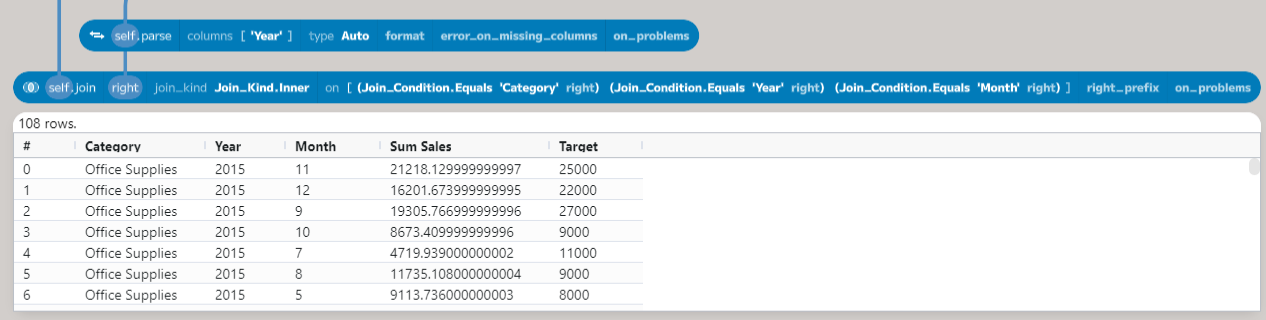 self.parse columns [ 'Year' ] type Auto format error_on_missing_columns on_problems
self.join right join_kind Join_Kind.Inner on [ (Join_Condition.Equals 'Category' right) (Join_Condition.Equals 'Year' right) (Join_Condition.Equals 'Month' right) ] right_prefix on_problems
108 rows.
# Category Year Month Sum Sales Target
0 Office Supplies 2015 11 21218.129999999997 25000
1 Office Supplies 2015 12 16201.673999999995 22000
2 Office Supplies 2015 9 19305.766999999996 27000
3 Office Supplies 2015 10 8673.409999999996 9000
4 Office Supplies 2015 7 4719.939000000002 11000
5 Office Supplies 2015 8 11735.108000000004 9000
6 Office Supplies 2015 5 9113.736000000003 8000